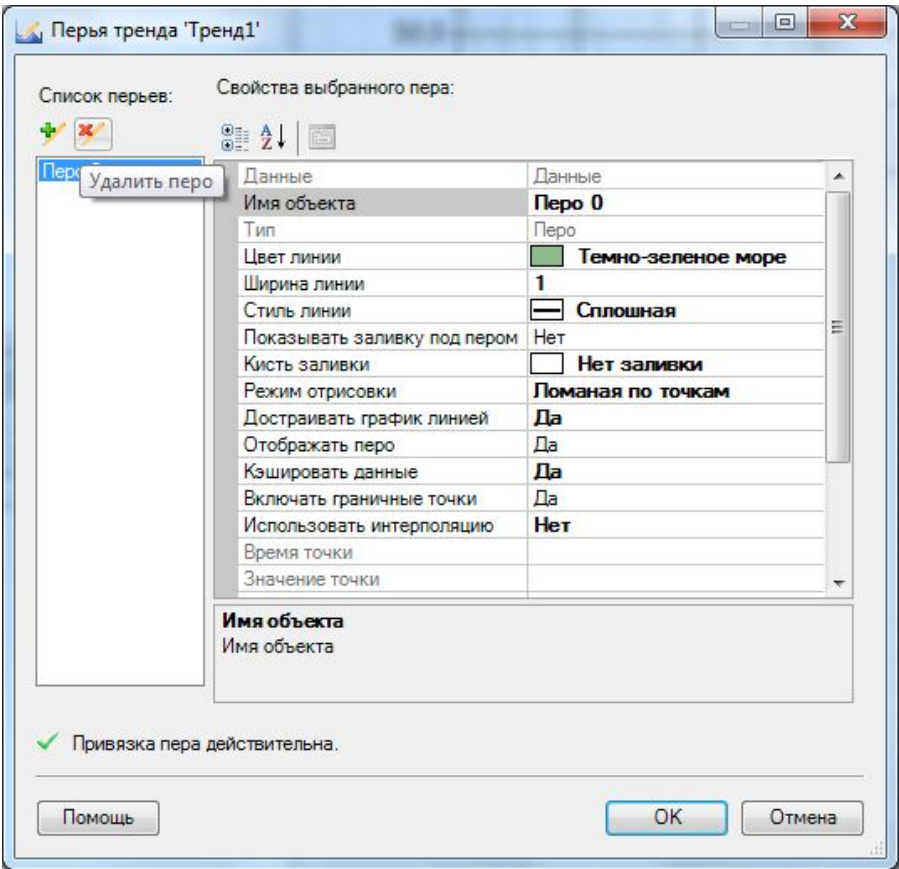 Перья тренда 'Тренд1'
Список перьев:
Свойства выбранного пера:
Удалить перо
Данные Данные
Имя объекта Перо 0
Тип Перо
Цвет линии Темно-зеленое море
Ширина линии 1
Стиль линии Сплошная
Показывать заливку под пером Нет
Кисть заливки Нет заливки
Режим отрисовки Ломаная по точкам
Достраивать график линией Да
Отображать перо Да
Кэшировать данные Да
Включать граничные точки Да
Использовать интерполяцию Нет
Время точки
Значение точки
Имя объекта
Имя объекта
Привязка пера действительна.
Помощь OK Отмена